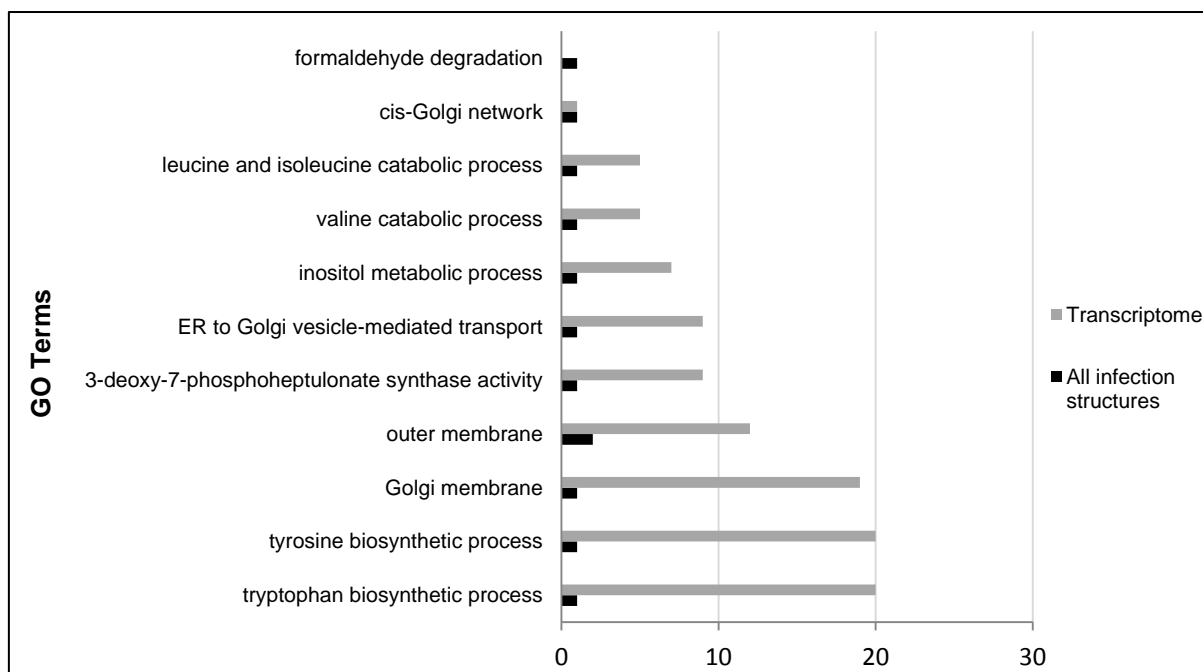 formaldehyde degradation
cis-Golgi network
leucine and isoleucine catabolic process
valine catabolic process
inositol metabolic process
ER to Golgi vesicle-mediated transport
3-deoxy-7-phosphoheptulonate synthase activity
outer membrane
Golgi membrane
tyrosine biosynthetic process
tryptophan biosynthetic process
GO Terms
0 10 20 30
Transcriptome
All infection
structures